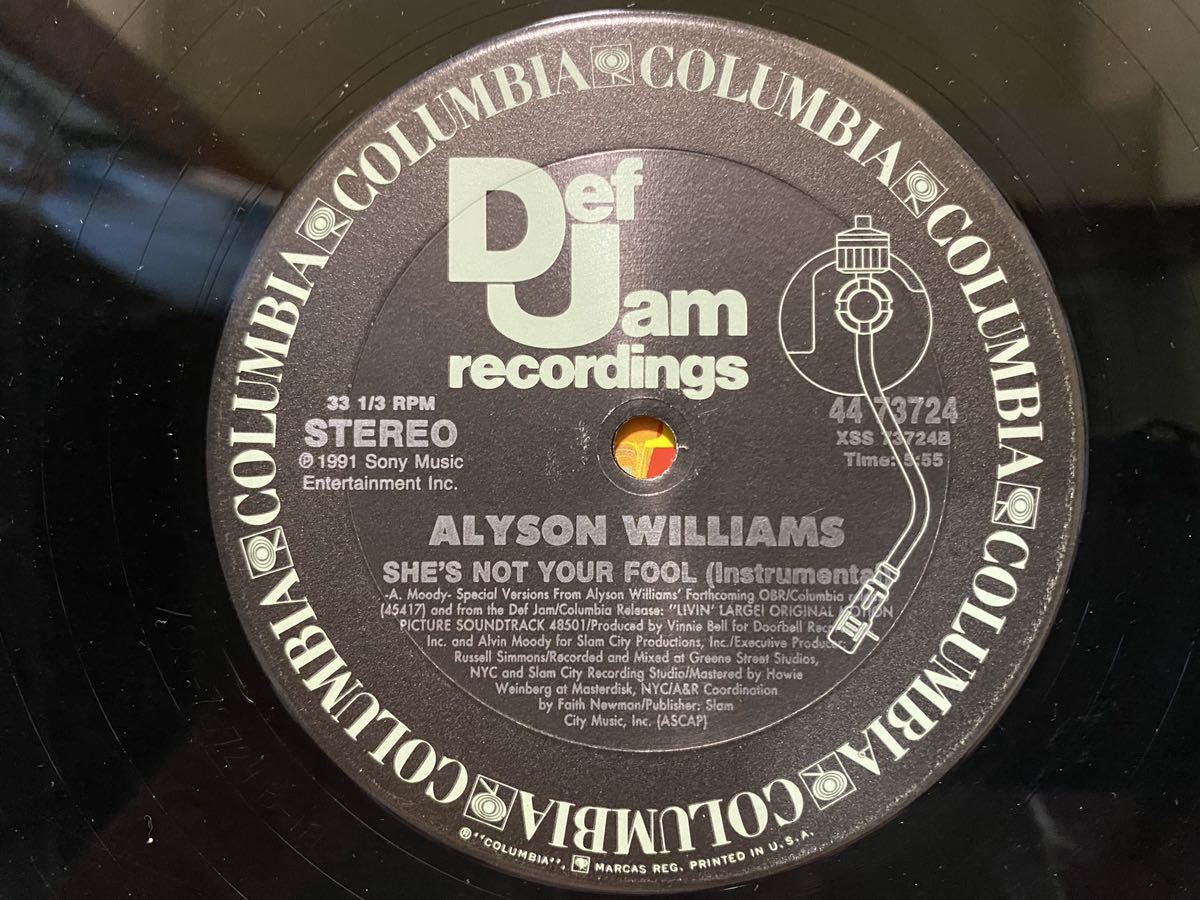 COLUMBIA COLUMBIA COLUMBIA COLUMBIA COLUMBIA COLUMBIA COLUMBIA COLUMBIA COLUMBIA COLUMBIA
Def
Jam
recordings
33 1/3 RPM
STEREO
℗ 1991 Sony Music
Entertainment Inc.
44 73724
XSS 73724B
Time: 5:55
ALYSON WILLIAMS
SHE'S NOT YOUR FOOL (Instrumental)
-A. Moody- Special Versions From Alyson Williams' Forthcoming OBR/Columbia
(45417) and from the Def Jam/Columbia Release: "LIVIN' LARGE! ORIGINAL MOTION
PICTURE SOUNDTRACK 48501/Produced by Vinnie Bell for Doorbell
Inc. and Alvin Moody for Slam City Productions, Inc./Executive
Russell Simmons/Recorded and Mixed at Greene Street Studios,
NYC and Slam City Recording Studio/Mastered by Howie
Weinberg at Masterdisk, NYC/A&R Coordination
by Faith Newman/Publisher: Slam
City Music, Inc. (ASCAP)
® "COLUMBIA", MARCAS REG. PRINTED IN U.S.A.